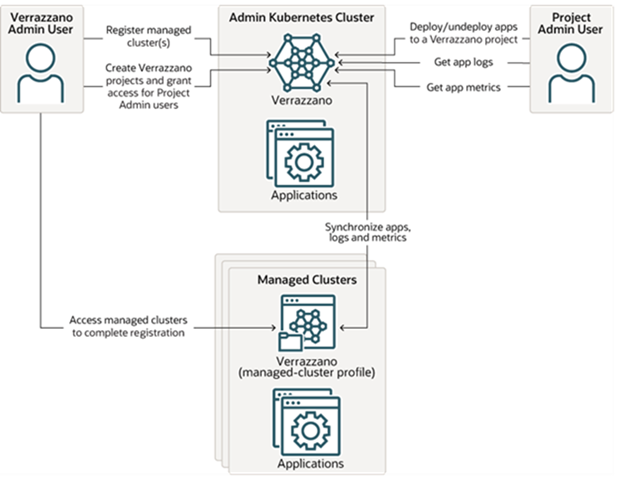 Verrazzano
Admin User
Register managed
cluster(s)
Create Verrazzano
projects and grant
access for Project
Admin users
Admin Kubernetes Cluster
Verrazzano
Applications
Deploy/undeploy apps
to a Verrazzano project
Get app logs
Get app metrics
Project
Admin User
Synchronize apps,
logs and metrics
Access managed clusters
to complete registration
Managed Clusters
Verrazzano
(managed-cluster profile)
Applications